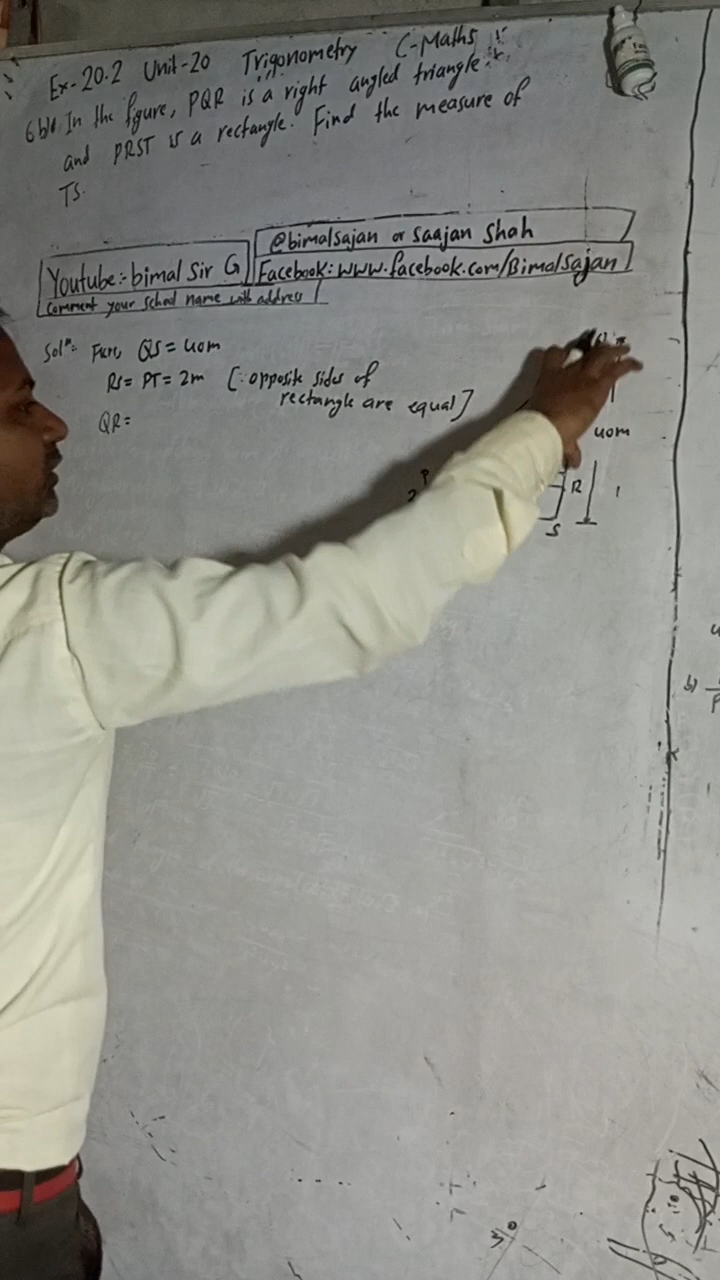 Ex-20.2 Unit-20 Trigonometry C-Maths
In the figure, PQR is a right angled triangle
and PRST is a rectangle. Find the measure of
TS.
@bimalsajan or saajan shah
Youtube:- bimal Sir G
Facebook: www.facebook.com/Bimalsajan
Comment your school name with address
Solⁿ: Here, QS = 40m
RS = PT = 2m [∵ opposite sides of
rectangle are equal]
QR =
40m
P
2
R
S
b)